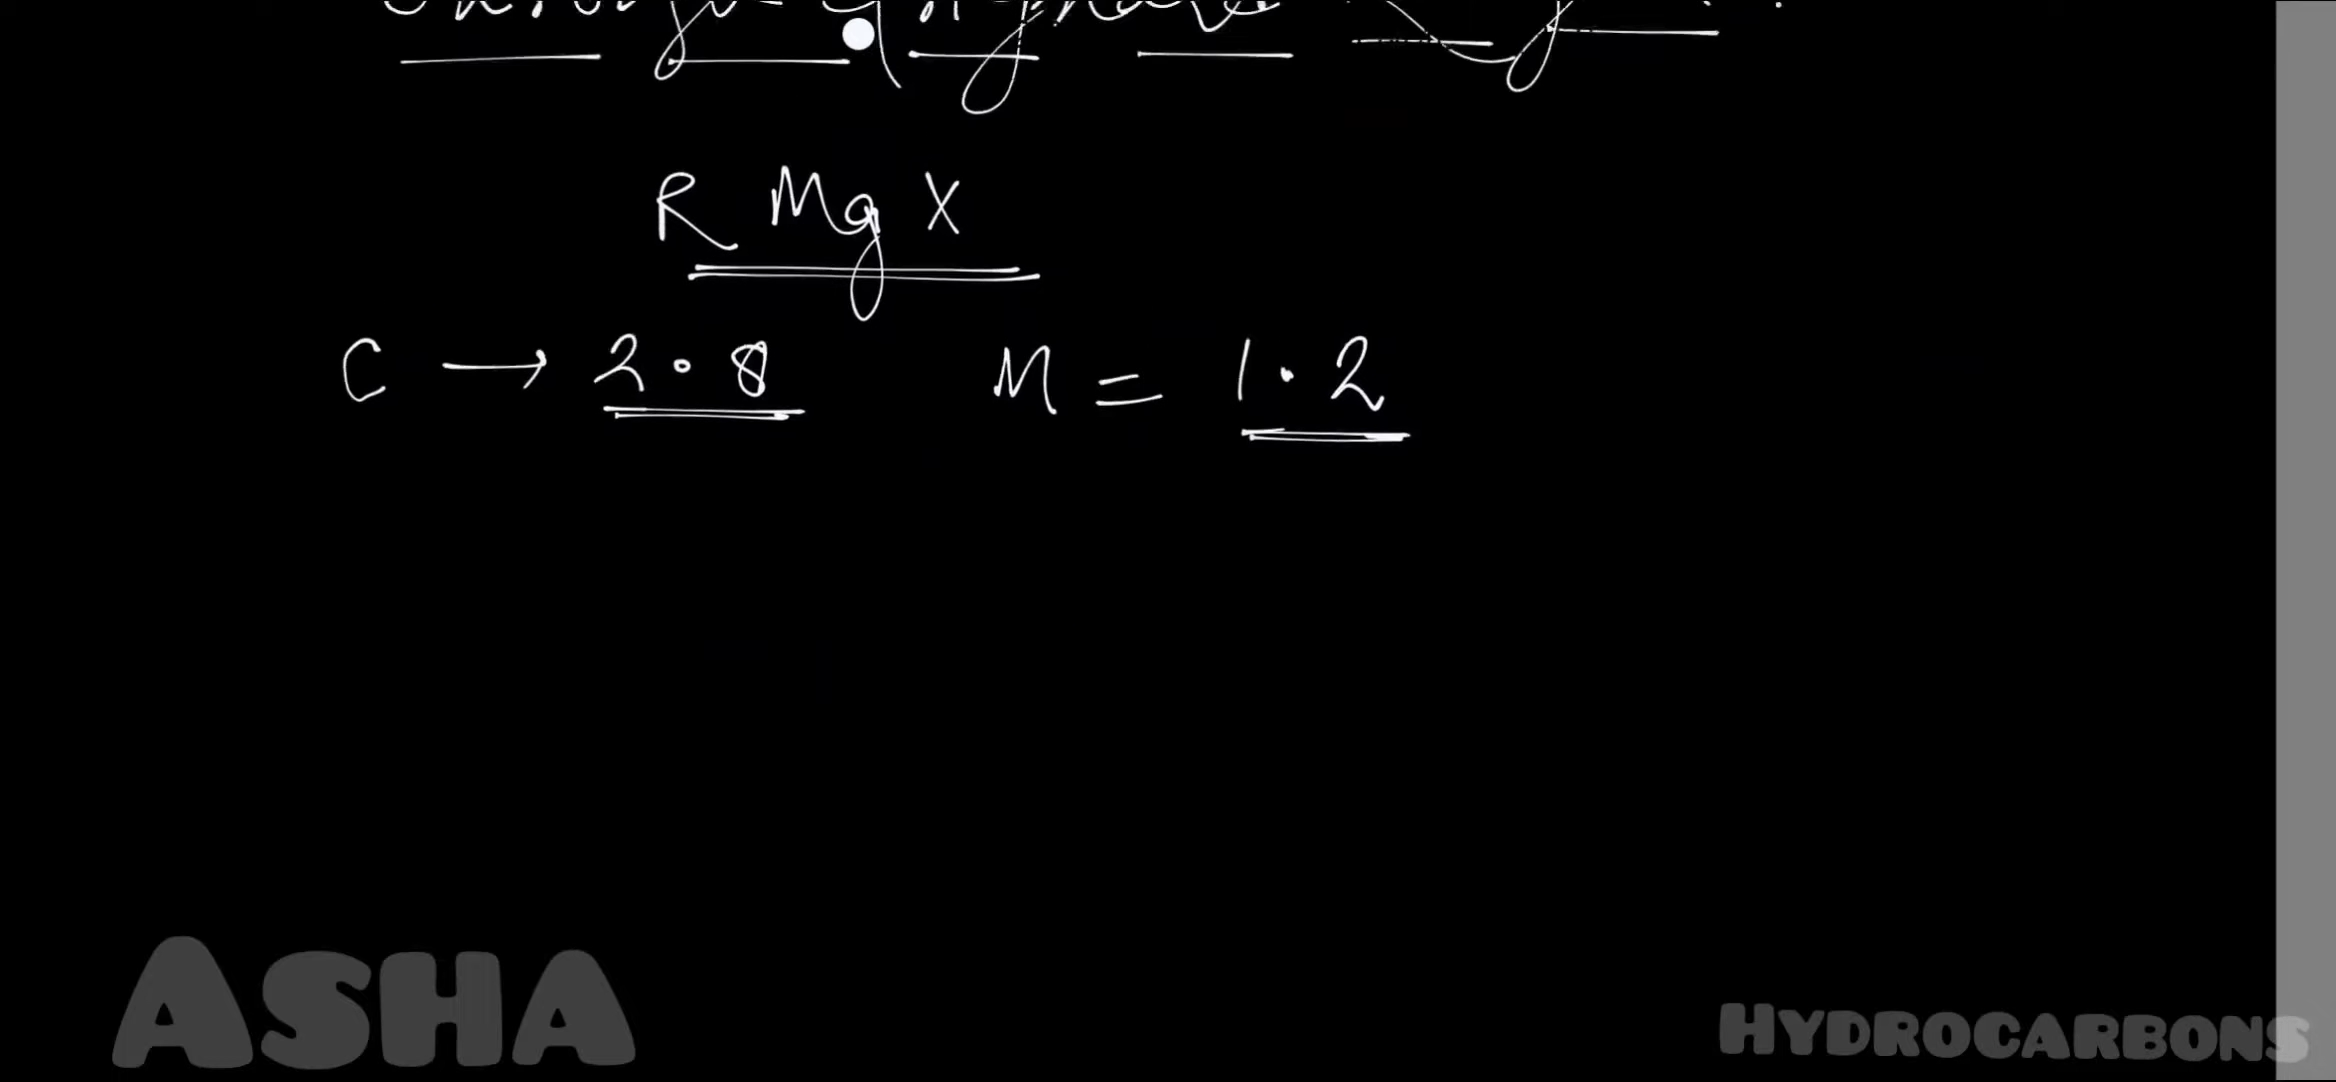 R Mg X
C → 2.8 M = 1.2
ASHA
HYDROCARBONS